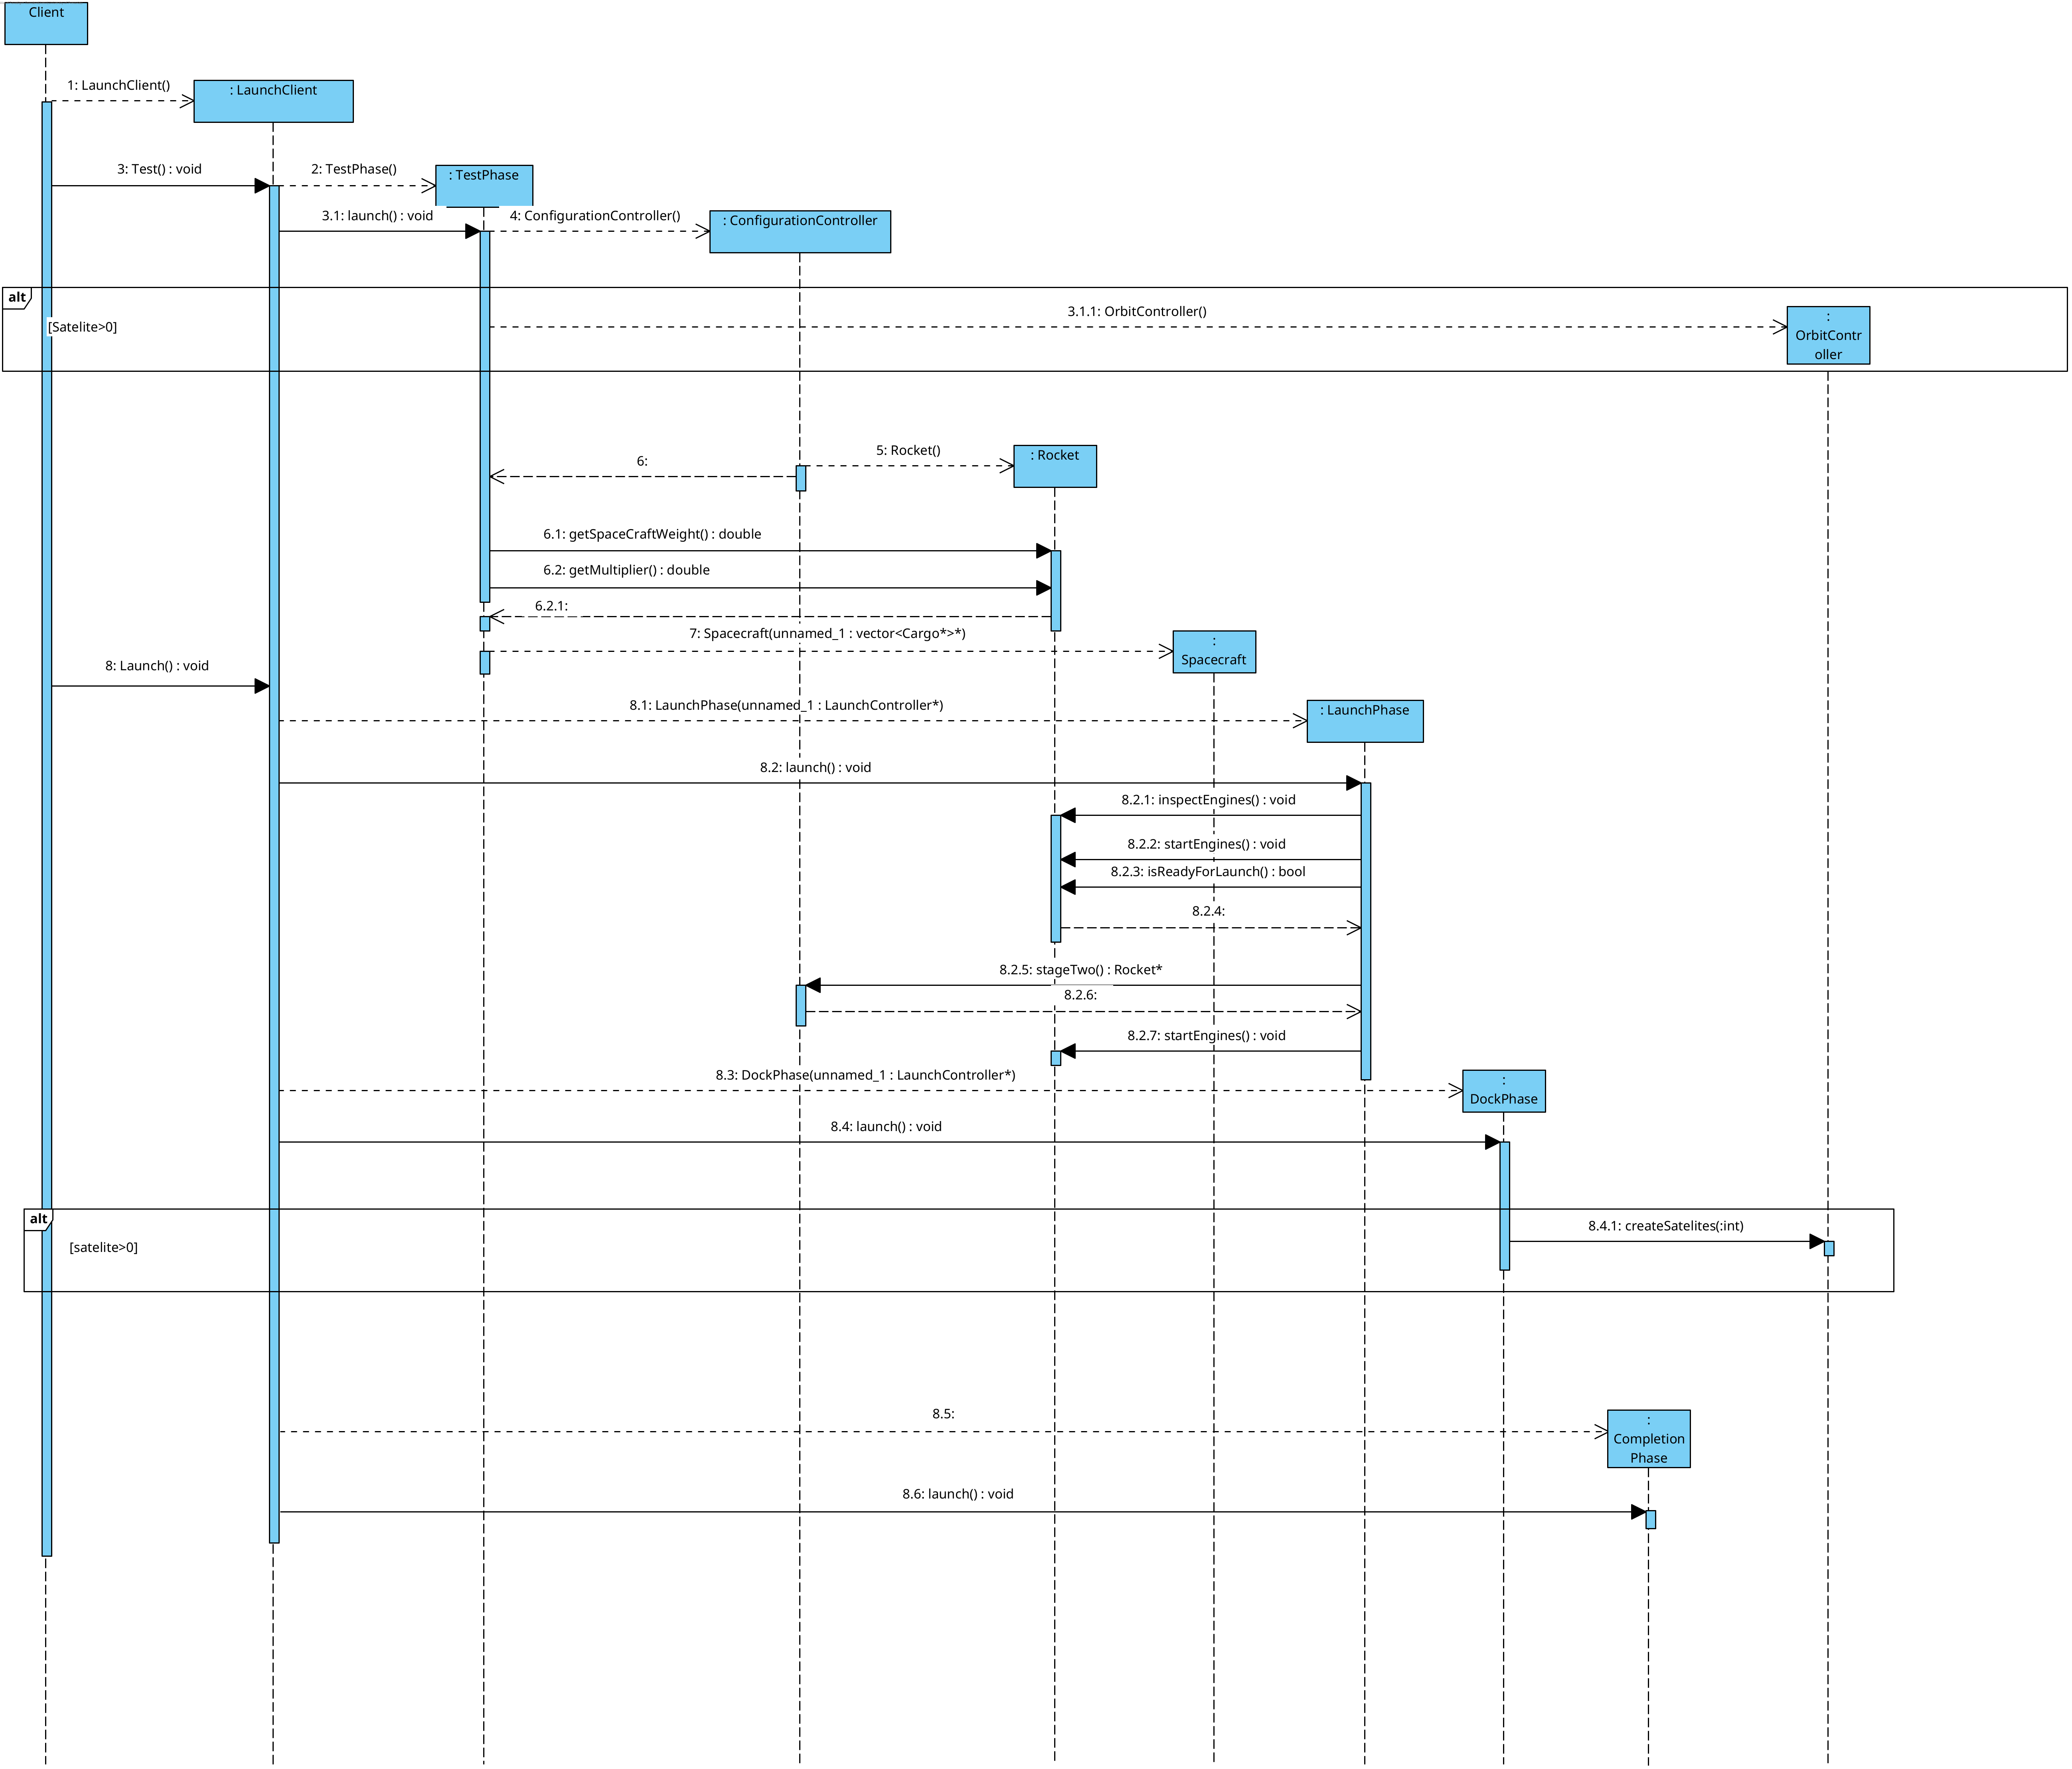 Client
1: LaunchClient()
: LaunchClient
3: Test() : void
2: TestPhase()
: TestPhase
3.1: launch() : void
4: ConfigurationController()
: ConfigurationController
alt
[Satelite>0]
3.1.1: OrbitController()
:
OrbitContr
oller
5: Rocket()
: Rocket
6:
6.1: getSpaceCraftWeight() : double
6.2: getMultiplier() : double
6.2.1:
7: Spacecraft(unnamed_1 : vector<Cargo*>*)
:
Spacecraft
8: Launch() : void
8.1: LaunchPhase(unnamed_1 : LaunchController*)
: LaunchPhase
8.2: launch() : void
8.2.1: inspectEngines() : void
8.2.2: startEngines() : void
8.2.3: isReadyForLaunch() : bool
8.2.4:
8.2.5: stageTwo() : Rocket*
8.2.6:
8.2.7: startEngines() : void
8.3: DockPhase(unnamed_1 : LaunchController*)
:
DockPhase
8.4: launch() : void
alt
[satelite>0]
8.4.1: createSatelites(:int)
8.5:
:
Completion
Phase
8.6: launch() : void